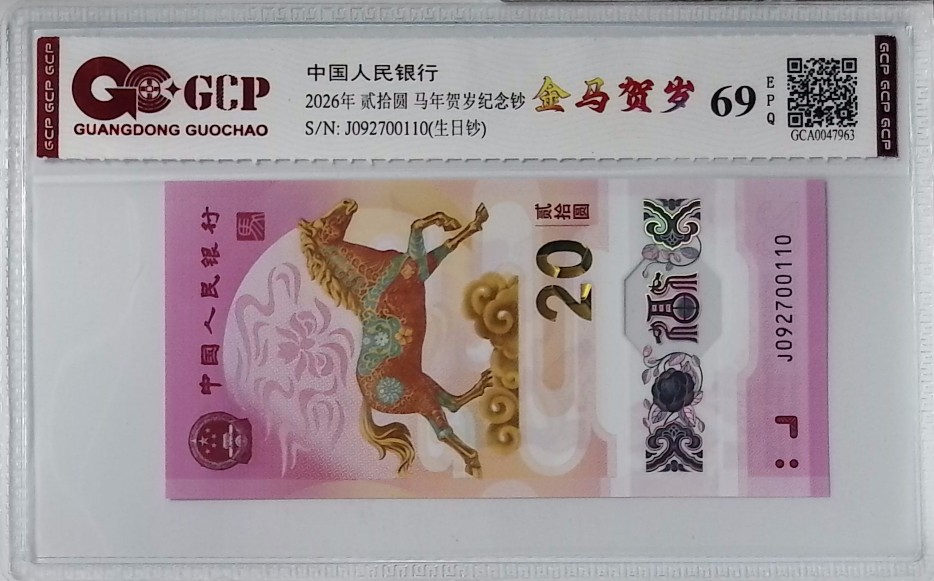 GCP GCP GCP
GCP
GUANGDONG GUOCHAO
中国人民银行
2026年 贰拾圆 马年贺岁纪念钞
S/N: J092700110(生日钞)
金马贺岁
69
EPQ
GCA0047963
GCP GCP GCP
中国人民银行
貳拾圓
20
J092700110